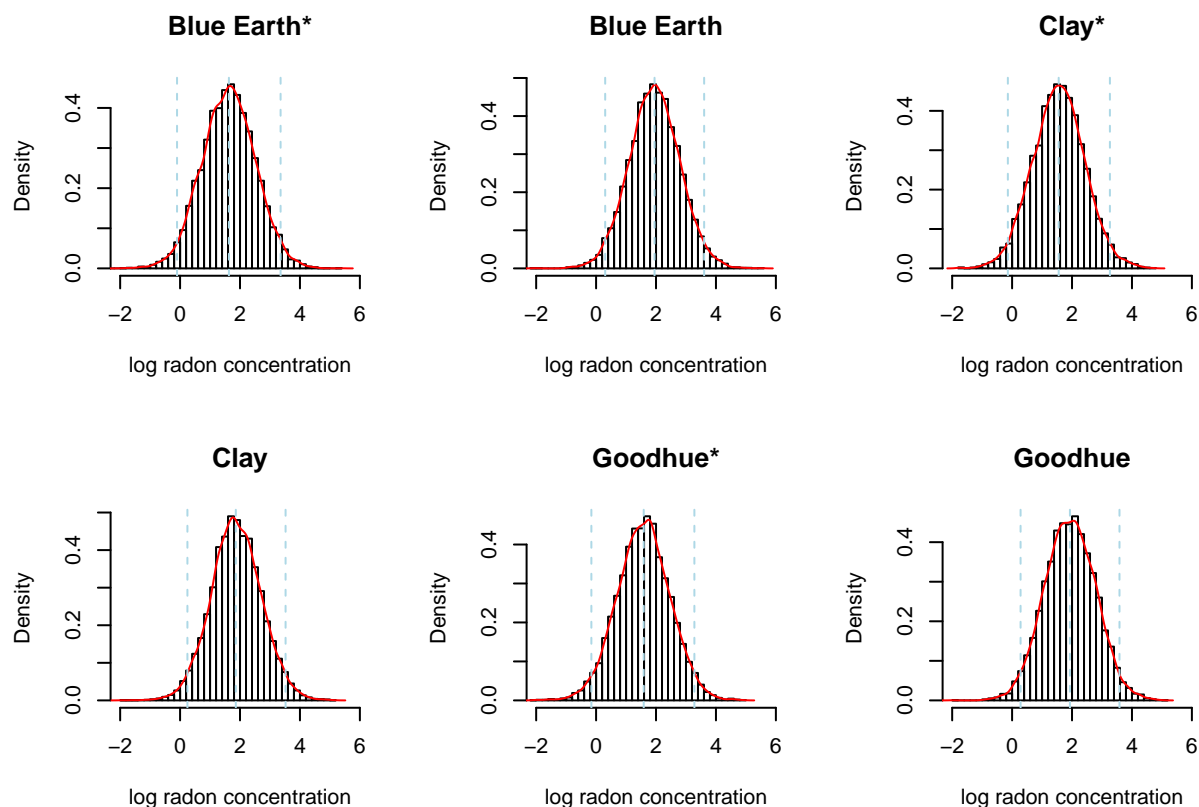 Blue Earth*
Blue Earth
Clay*
Density
0.0 0.2 0.4
−2 0 2 4 6
log radon concentration
Density
0.0 0.2 0.4
−2 0 2 4 6
log radon concentration
Density
0.0 0.2 0.4
−2 0 2 4 6
log radon concentration
Clay
Goodhue*
Goodhue
Density
0.0 0.2 0.4
−2 0 2 4 6
log radon concentration
Density
0.0 0.2 0.4
−2 0 2 4 6
log radon concentration
Density
0.0 0.2 0.4
−2 0 2 4 6
log radon concentration